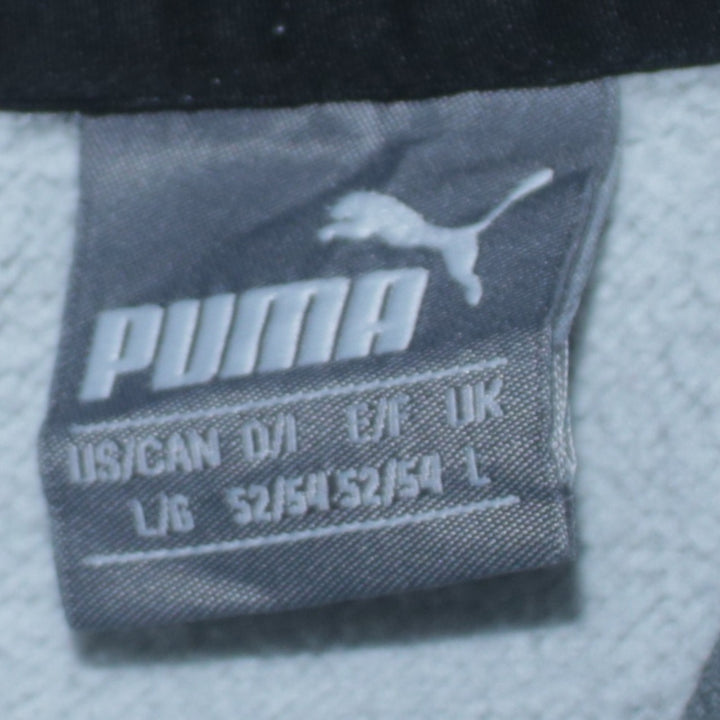 PUMA
US/CAN D/I E/F UK
L/G 52/54 52/54 L